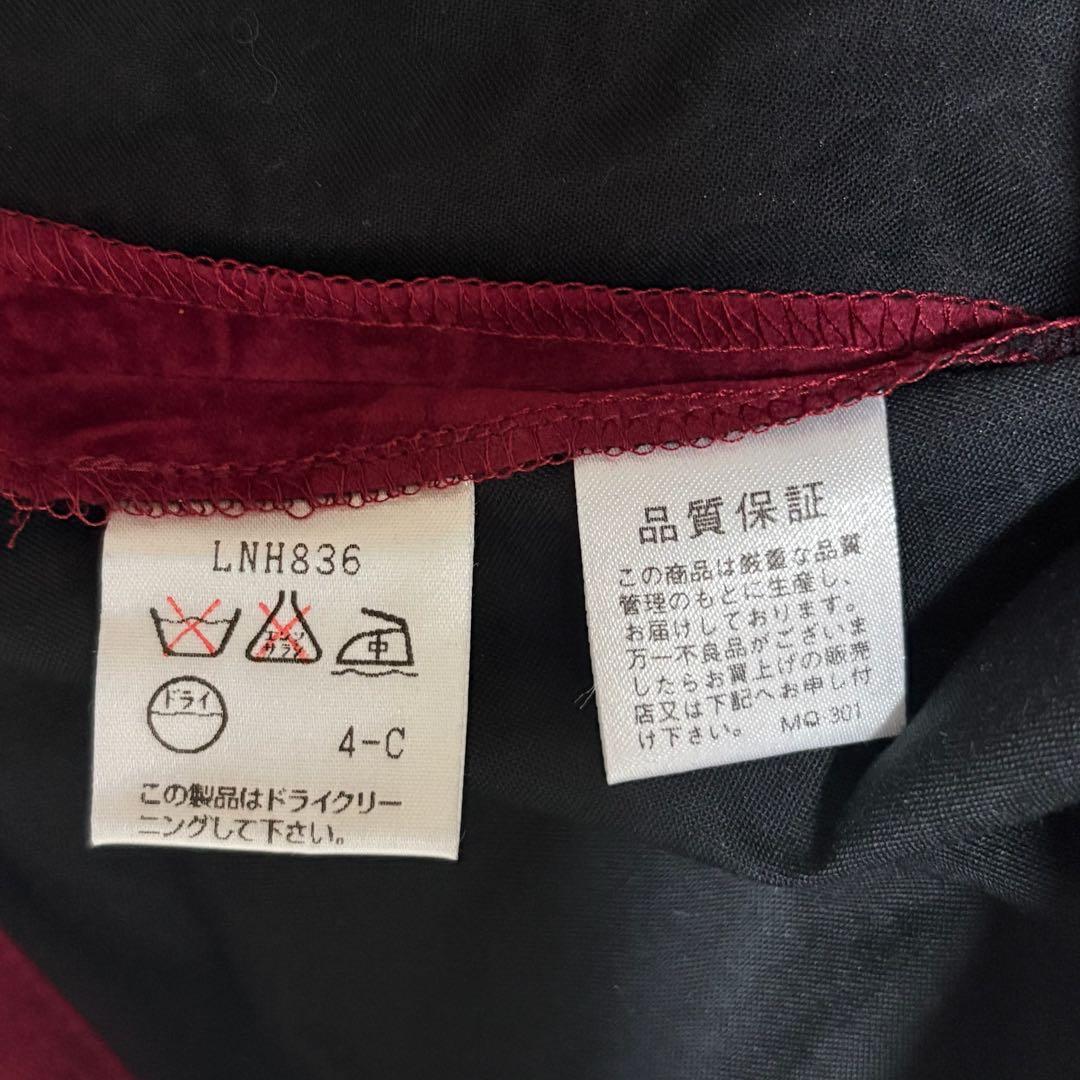 LNH836
エンソ
サラシ
中
ドライ
4-C
この製品はドライクリー
ニングして下さい。
品質保証
この商品は厳重な品質
管理のもとに生産し、
お届けしております。
万一不良品がございま
したらお買上げの販売
店又は下記へお申し付
け下さい。 MQ 301